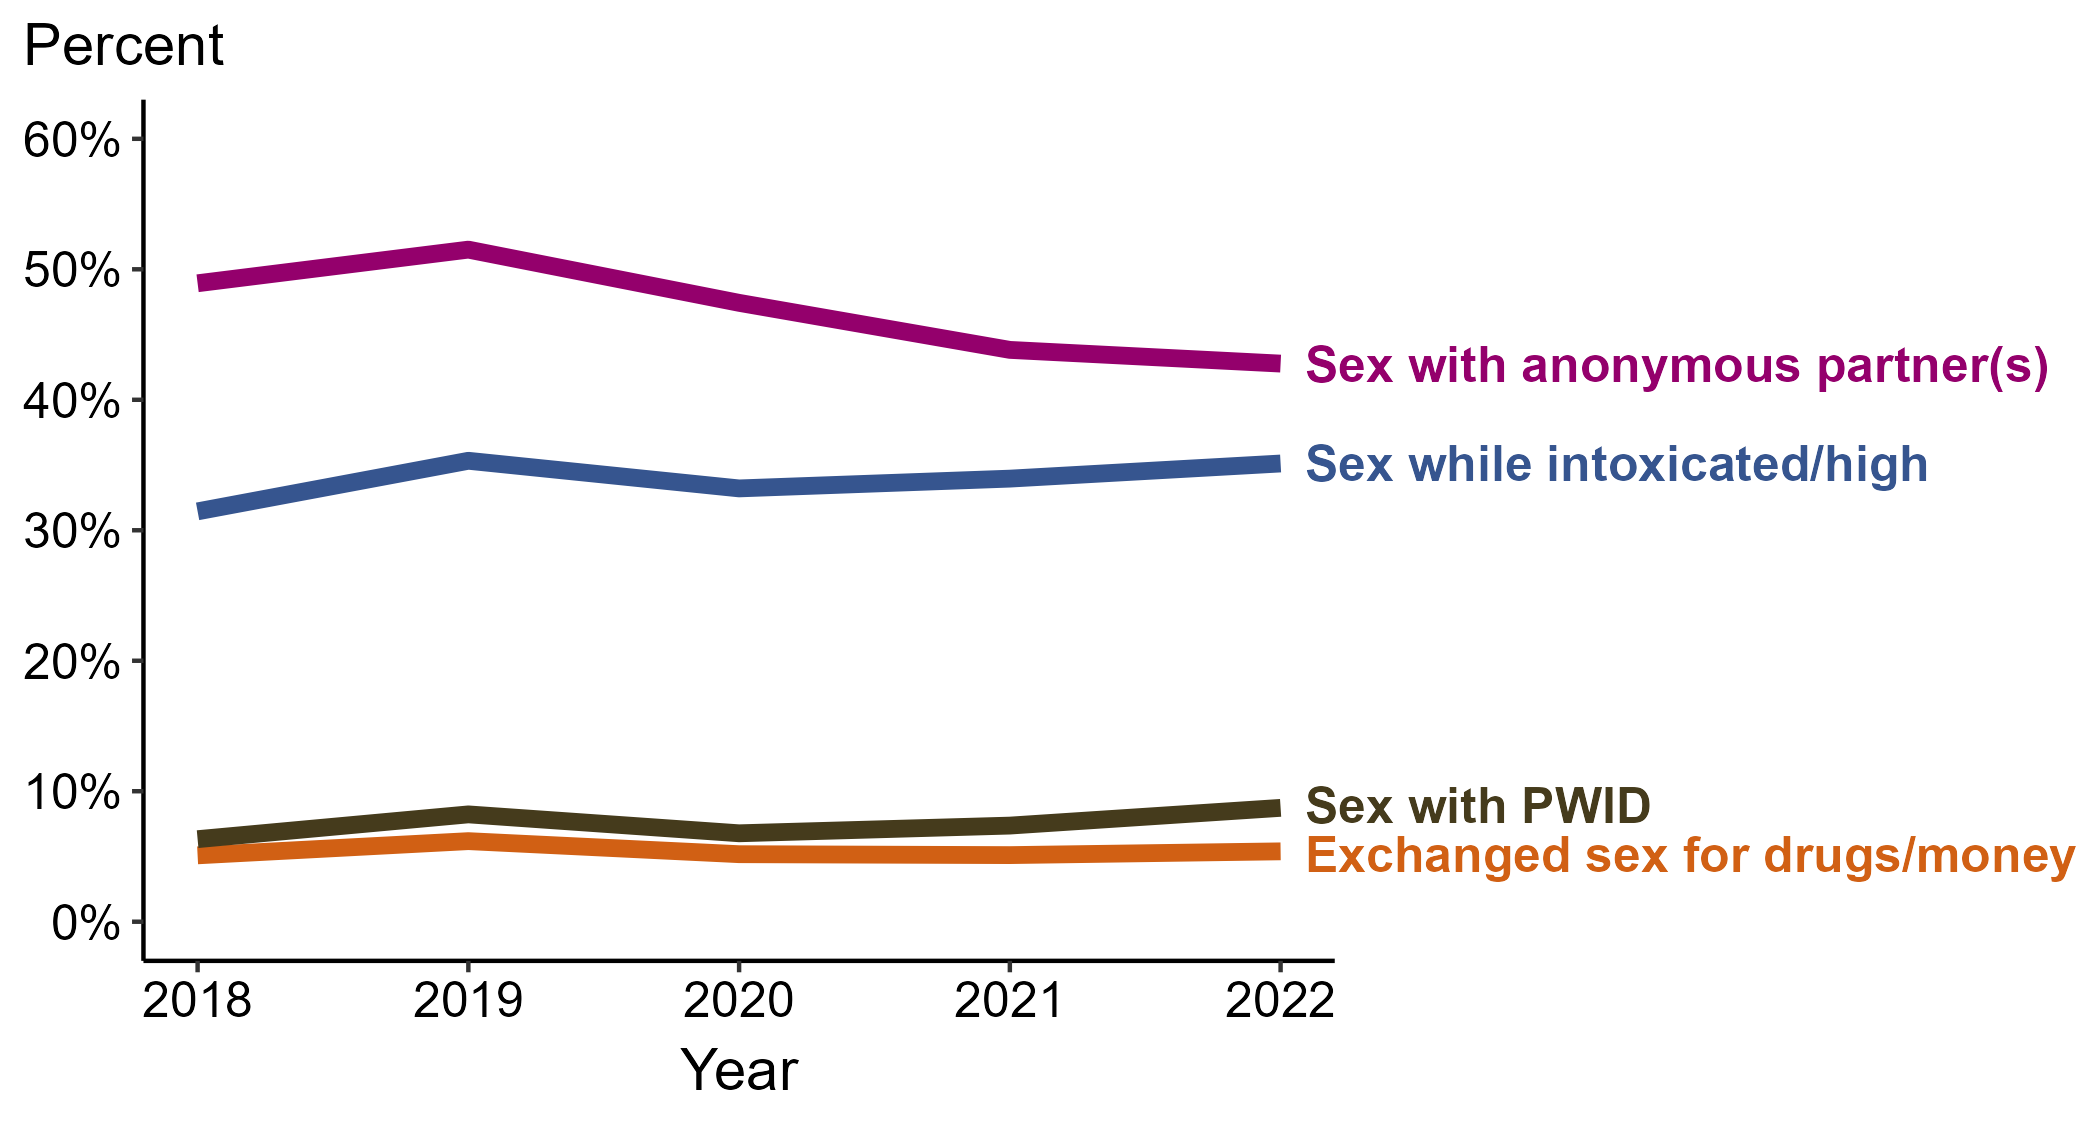 Percent
60%
50%
40%
30%
20%
10%
0%
Sex with anonymous partner(s)
Sex while intoxicated/high
Sex with PWID
Exchanged sex for drugs/money
2018 2019 2020 2021 2022
Year